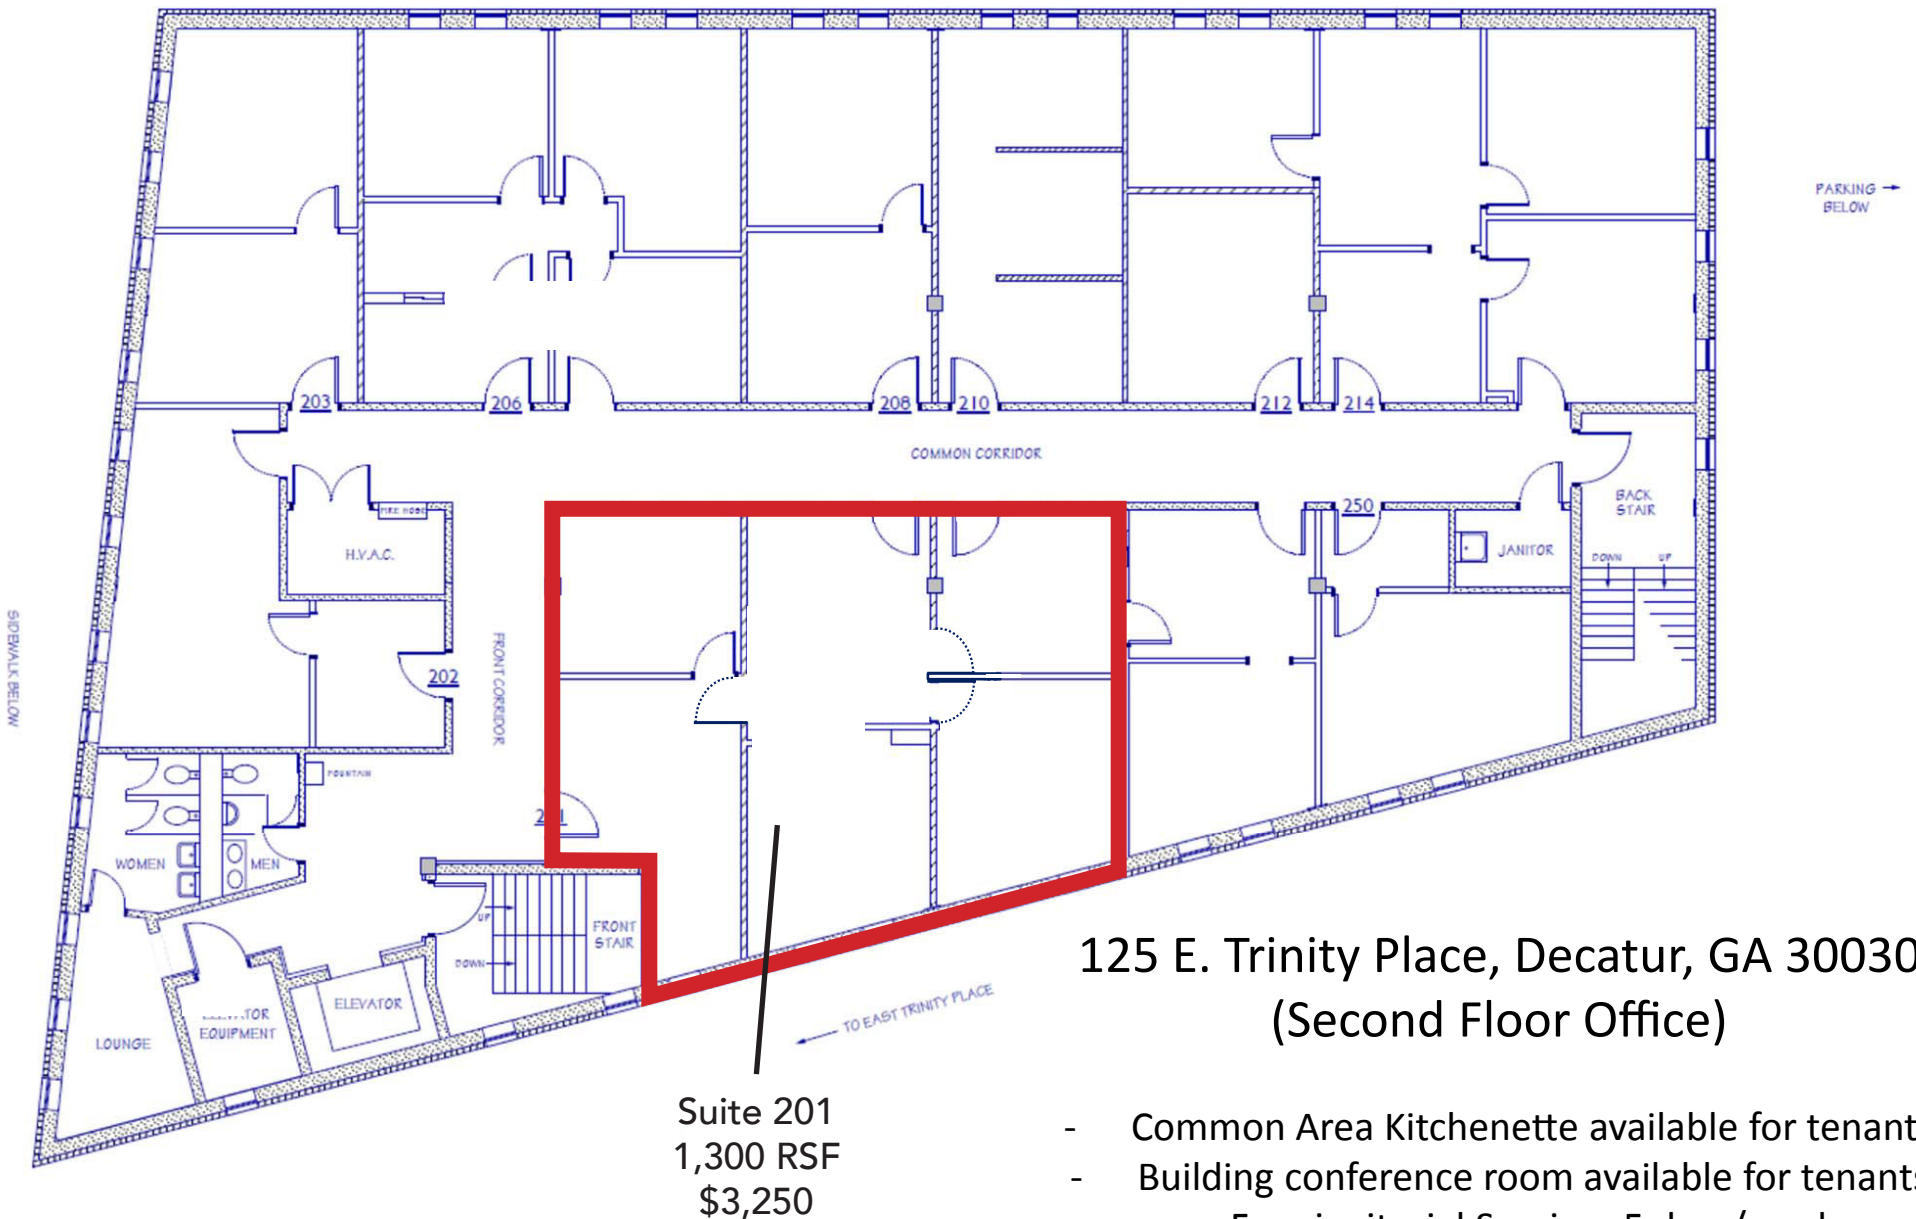 PARKING →
BELOW
203
206
208
210
212
214
COMMON CORRIDOR
FIRE HOSE
H.V.A.C.
250
JANITOR
BACK
STAIR
DOWN
UP
SIDEWALK BELOW
FRONT CORRIDOR
202
FOUNTAIN
WOMEN
MEN
UP
DOWN
FRONT
STAIR
ELEVATOR
EQUIPMENT
LOUNGE
← TO EAST TRINITY PLACE
125 E. Trinity Place, Decatur, GA 30030
(Second Floor Office)
Suite 201
1,300 RSF
$3,250
- Common Area Kitchenette available for tenant
- Building conference room available for tenants